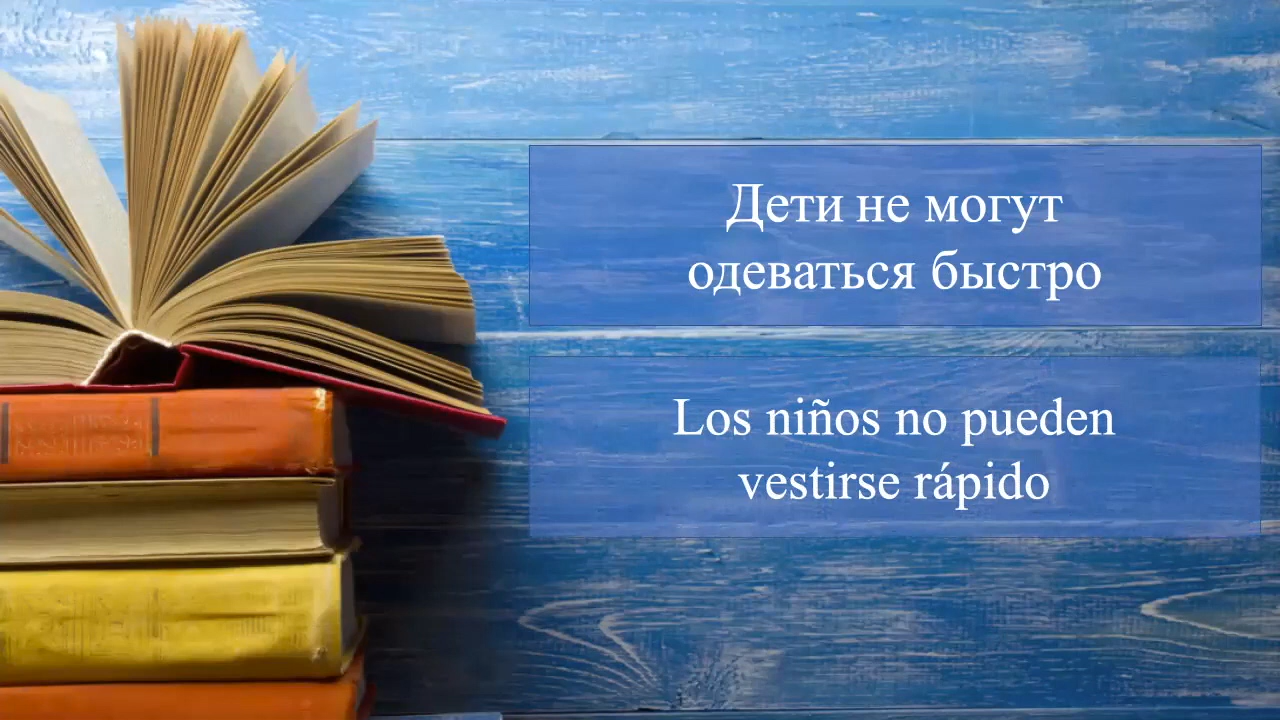 Дети не могут
одеваться быстро
Los niños no pueden
vestirse rápido